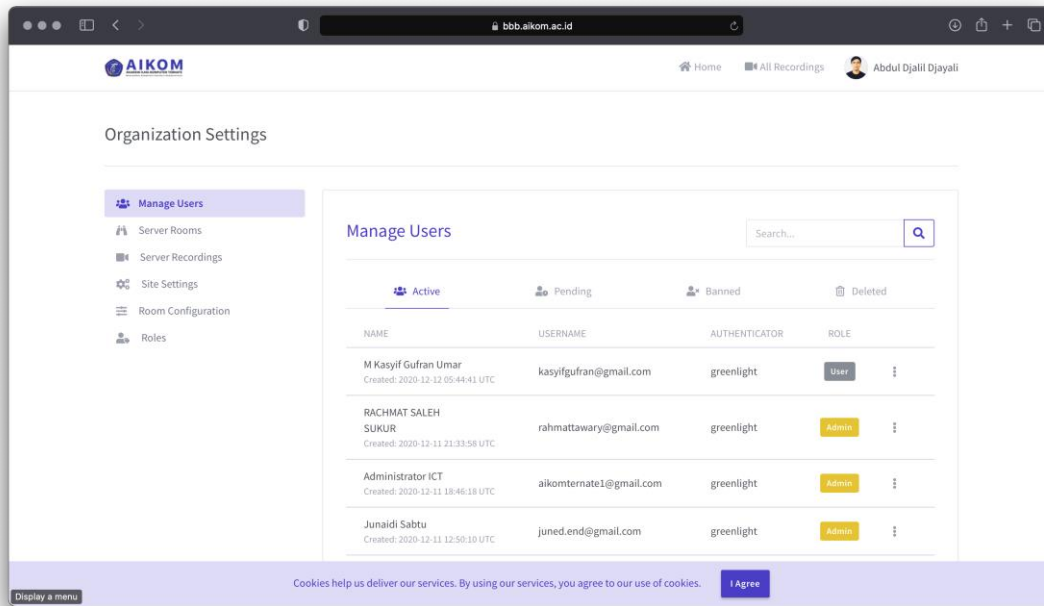 bbb.aikom.ac.id
AIKOM
Home All Recordings Abdul Djalil Djayali
Organization Settings
Manage Users
Server Rooms
Server Recordings
Site Settings
Room Configuration
Roles
Manage Users
Search...
Active Pending Banned Deleted
NAME USERNAME AUTHENTICATOR ROLE
M Kasyif Gufran Umar
Created: 2020-12-12 05:44:41 UTC
kasyifgufran@gmail.com greenlight User
RACHMAT SALEH
SUKUR
Created: 2020-12-11 21:33:58 UTC
rahmattawary@gmail.com greenlight Admin
Administrator ICT
Created: 2020-12-11 18:46:18 UTC
aikomternate1@gmail.com greenlight Admin
Junaidi Sabtu
Created: 2020-12-11 12:50:10 UTC
juned.end@gmail.com greenlight Admin
Cookies help us deliver our services. By using our services, you agree to our use of cookies. I Agree
Display a menu